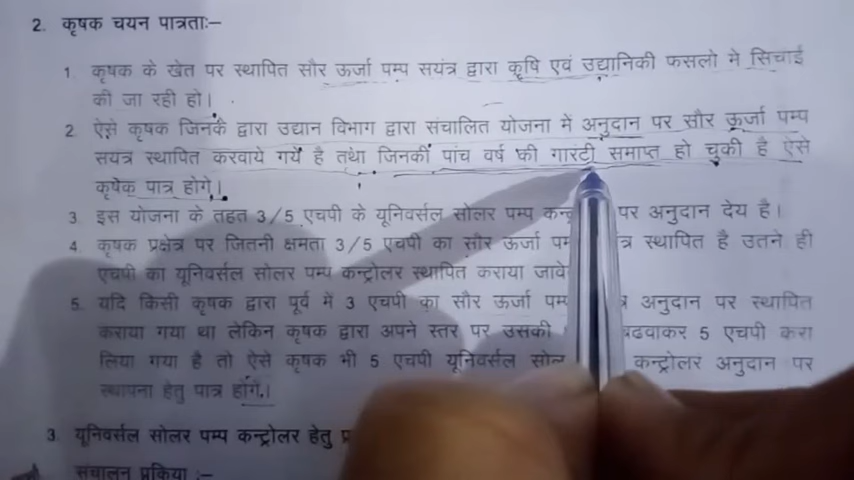 2. कृषक चयन पात्रताः–
1. कृषक के खेत पर स्थापित सौर ऊर्जा पम्प सयंत्र द्वारा कृषि एवं उद्यानिकी फसलो मे सिचाई
की जा रही हो।
2. ऐसे कृषक जिनके द्वारा उद्यान विभाग द्वारा संचालित योजना में अनुदान पर सौर ऊर्जा पम्प
सयंत्र स्थापित करवाये गये है तथा जिनकी पांच वर्ष की गारंटी समाप्त हो चुकी है ऐसे
कृषक पात्र होगे।
3. इस योजना के तहत 3/5 एचपी के यूनिवर्सल सोलर पम्प पर अनुदान देय है।
4. कृषक प्रक्षेत्र पर जितनी क्षमता 3/5 एचपी का सौर ऊर्जा स्थापित है उतने ही
एचपी का यूनिवर्सल सोलर पम्प कन्ट्रोलर स्थापित कराया
5. यदि किसी कृषक द्वारा पूर्व में 3 एचपी का सौर ऊर्जा अनुदान पर स्थापित
कराया गया था लेकिन कृषक द्वारा अपने स्तर पर उसकी बढवाकर 5 एचपी करा
लिया गया है तो ऐसे कृषक भी 5 एचपी यूनिवर्सल कन्ट्रोलर अनुदान पर
स्थापना हेतु पात्र होंगे।
3. यूनिवर्सल सोलर पम्प कन्ट्रोलर हेतु
संचालन प्रकिया :–